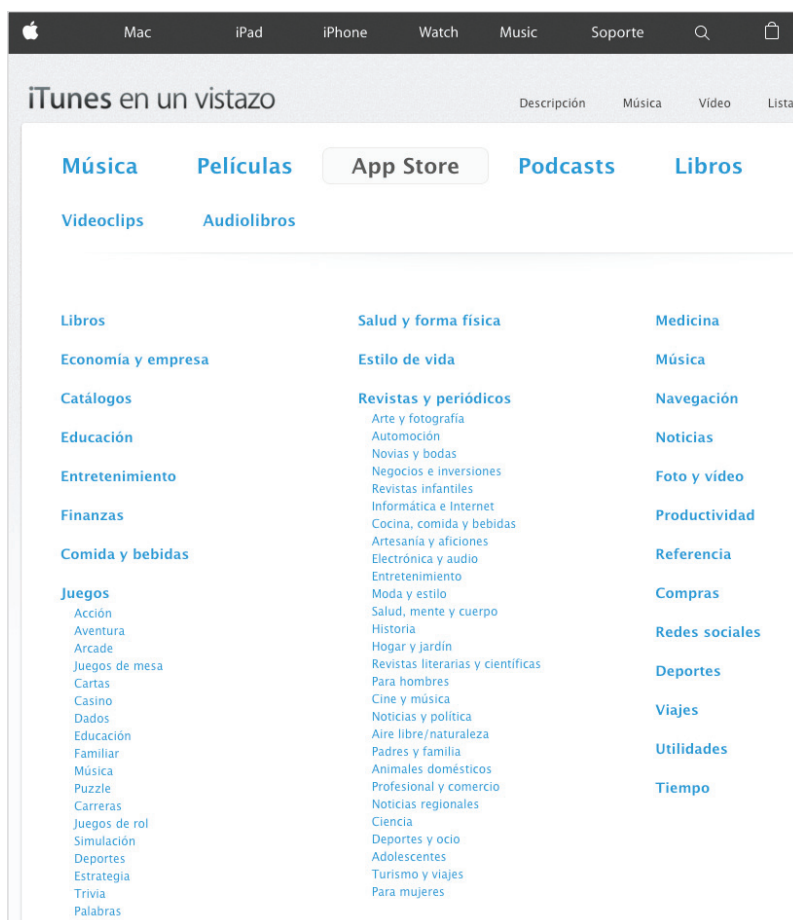 Mac iPad iPhone Watch Music Soporte
iTunes en un vistazo
Descripción Música Vídeo Lista
Música Películas App Store Podcasts Libros
Videoclips Audiolibros
Libros
Economía y empresa
Catálogos
Educación
Entretenimiento
Finanzas
Comida y bebidas
Juegos
Acción
Aventura
Arcade
Juegos de mesa
Cartas
Casino
Dados
Educación
Familiar
Música
Puzzle
Carreras
Juegos de rol
Simulación
Deportes
Estrategia
Trivia
Palabras
Salud y forma física
Estilo de vida
Revistas y periódicos
Arte y fotografía
Automoción
Novias y bodas
Negocios e inversiones
Revistas infantiles
Informática e Internet
Cocina, comida y bebidas
Artesanía y aficiones
Electrónica y audio
Entretenimiento
Moda y estilo
Salud, mente y cuerpo
Historia
Hogar y jardín
Revistas literarias y científicas
Para hombres
Cine y música
Noticias y política
Aire libre/naturaleza
Padres y familia
Animales domésticos
Profesional y comercio
Noticias regionales
Ciencia
Deportes y ocio
Adolescentes
Turismo y viajes
Para mujeres
Medicina
Música
Navegación
Noticias
Foto y vídeo
Productividad
Referencia
Compras
Redes sociales
Deportes
Viajes
Utilidades
Tiempo